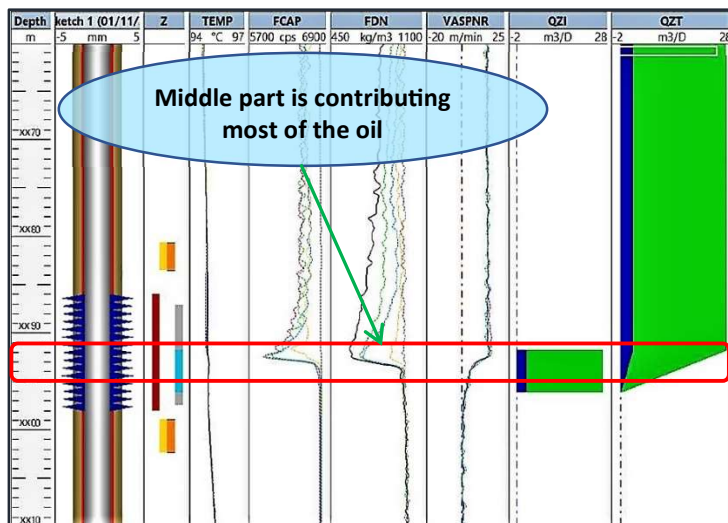 Depth ketch 1 (01/11/ Z TEMP FCAP FDN VASPNR QZI QZT
m -5 mm 5 94 °C 97 5700 cps 6900 450 kg/m3 1100 -20 m/min 25 -2 m3/D 28 -2 m3/D 28
Middle part is contributing
most of the oil
xx70
xx80
xx90
xx00
xx10